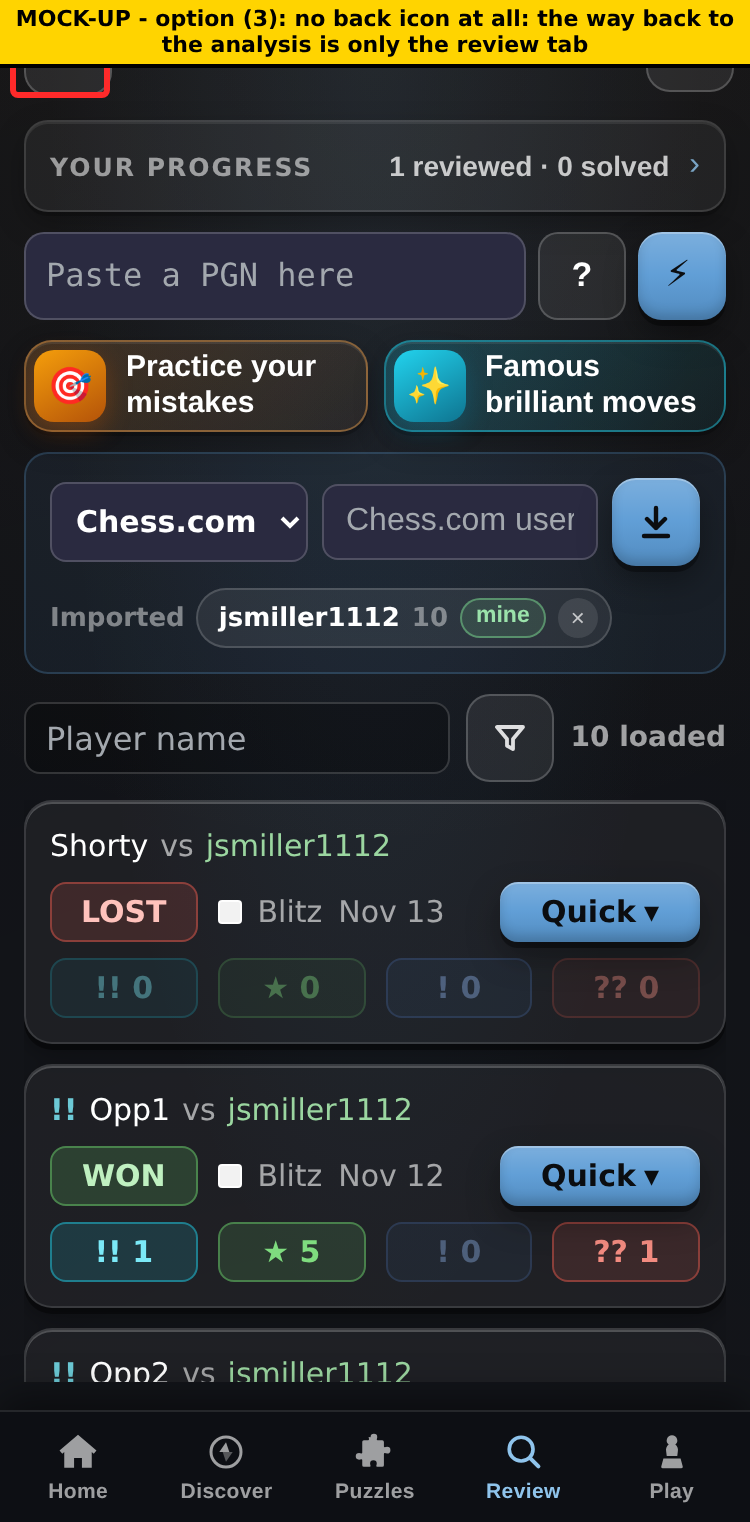 MOCK-UP - option (3): no back icon at all: the way back to
the analysis is only the review tab
YOUR PROGRESS 1 reviewed · 0 solved ›
Paste a PGN here ? ⚡
Practice your
mistakes
Famous
brilliant moves
Chess.com Chess.com user
Imported jsmiller1112 10 mine ×
Player name 10 loaded
Shorty vs jsmiller1112
LOST Blitz Nov 13 Quick ▾
!! 0 ★ 0 ! 0 ?? 0
!! Opp1 vs jsmiller1112
WON Blitz Nov 12 Quick ▾
!! 1 ★ 5 ! 0 ?? 1
!! Opp2 vs jsmiller1112
Home Discover Puzzles Review Play